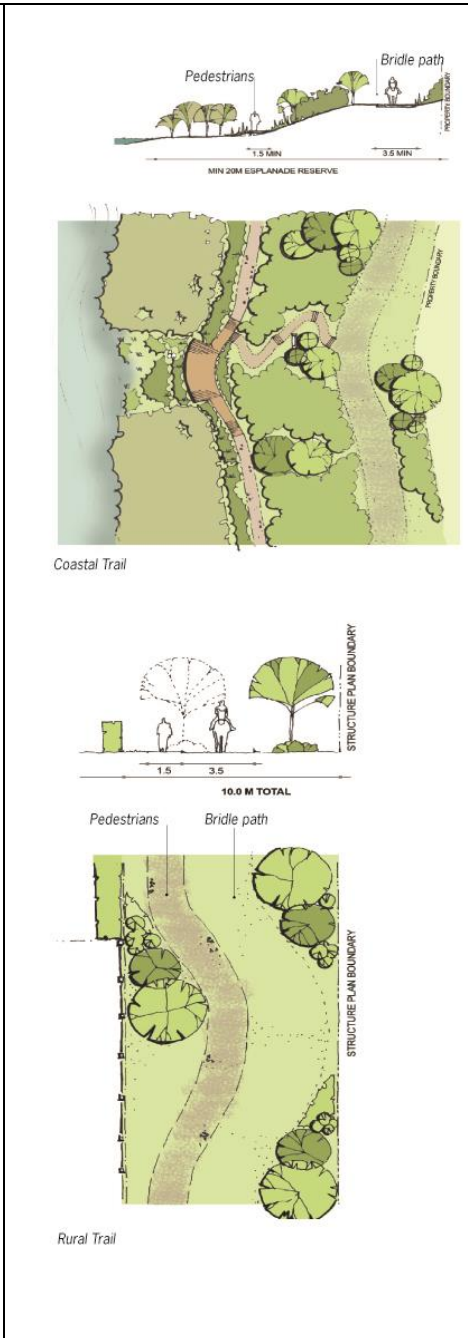 Bridle path
Pedestrians
1.5 MIN
3.5 MIN
PROPERTY BOUNDARY
MIN 20M ESPLANADE RESERVE
PROPERTY BOUNDARY
Coastal Trail
STRUCTURE PLAN BOUNDARY
1.5 3.5
10.0 M TOTAL
Pedestrians Bridle path
STRUCTURE PLAN BOUNDARY
Rural Trail